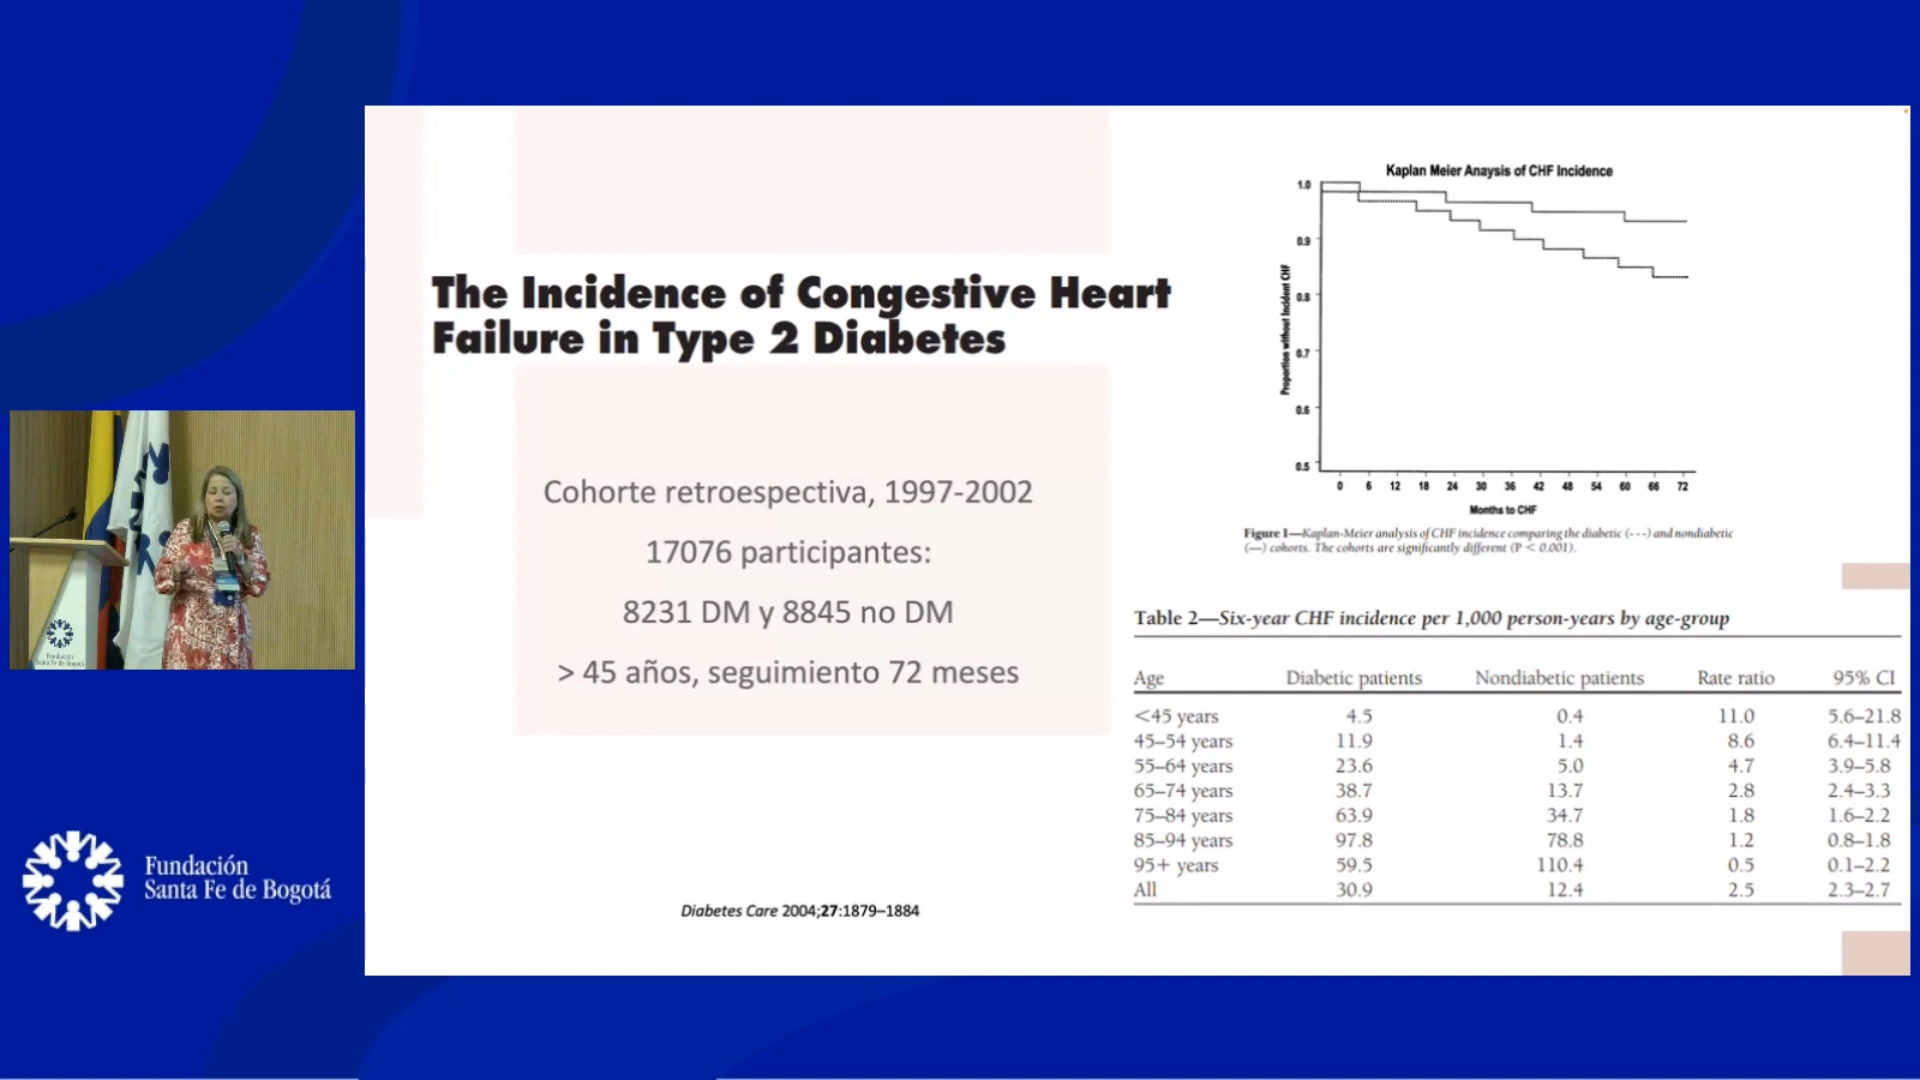 The Incidence of Congestive Heart
Failure in Type 2 Diabetes
Cohorte retroespectiva, 1997-2002
17076 participantes:
8231 DM y 8845 no DM
> 45 años, seguimiento 72 meses
Diabetes Care 2004;27:1879–1884
Kaplan Meier Anaysis of CHF Incidence
1.0
0.9
0.8
0.7
0.6
0.5
Proportion without Incident CHF
0 6 12 18 24 30 36 42 48 54 60 66 72
Months to CHF
Figure 1—Kaplan-Meier analysis of CHF incidence comparing the diabetic (---) and nondiabetic
(—) cohorts. The cohorts are significantly different (P < 0.001).
Table 2—Six-year CHF incidence per 1,000 person-years by age-group
Age Diabetic patients Nondiabetic patients Rate ratio 95% CI
<45 years 4.5 0.4 11.0 5.6–21.8
45–54 years 11.9 1.4 8.6 6.4–11.4
55–64 years 23.6 5.0 4.7 3.9–5.8
65–74 years 38.7 13.7 2.8 2.4–3.3
75–84 years 63.9 34.7 1.8 1.6–2.2
85–94 years 97.8 78.8 1.2 0.8–1.8
95+ years 59.5 110.4 0.5 0.1–2.2
All 30.9 12.4 2.5 2.3–2.7
Fundación
Santa Fe de Bogotá
Fundación
Santa Fe de Bogotá